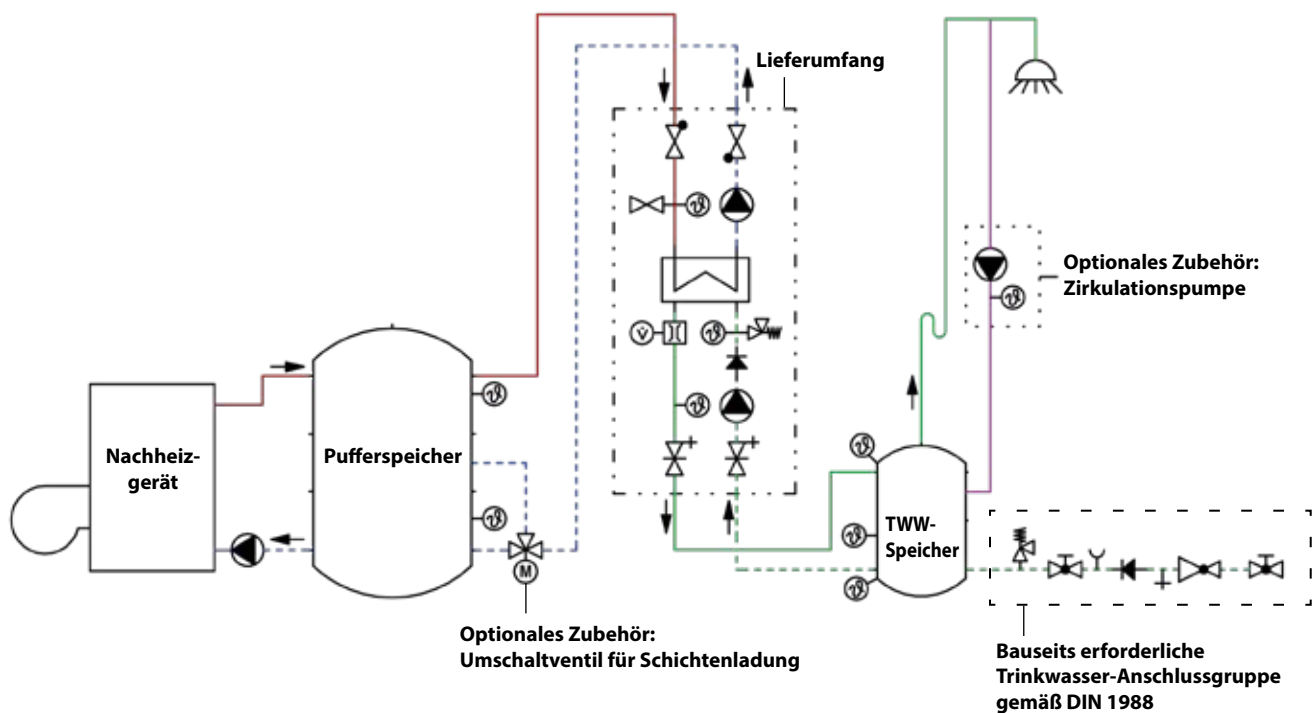 Lieferumfang
Optionales Zubehör:
Zirkulationspumpe
Nachheiz-
gerät
Pufferspeicher
TWW-
Speicher
M
Optionales Zubehör:
Umschaltventil für Schichtenladung
Bauseits erforderliche
Trinkwasser-Anschlussgruppe
gemäß DIN 1988